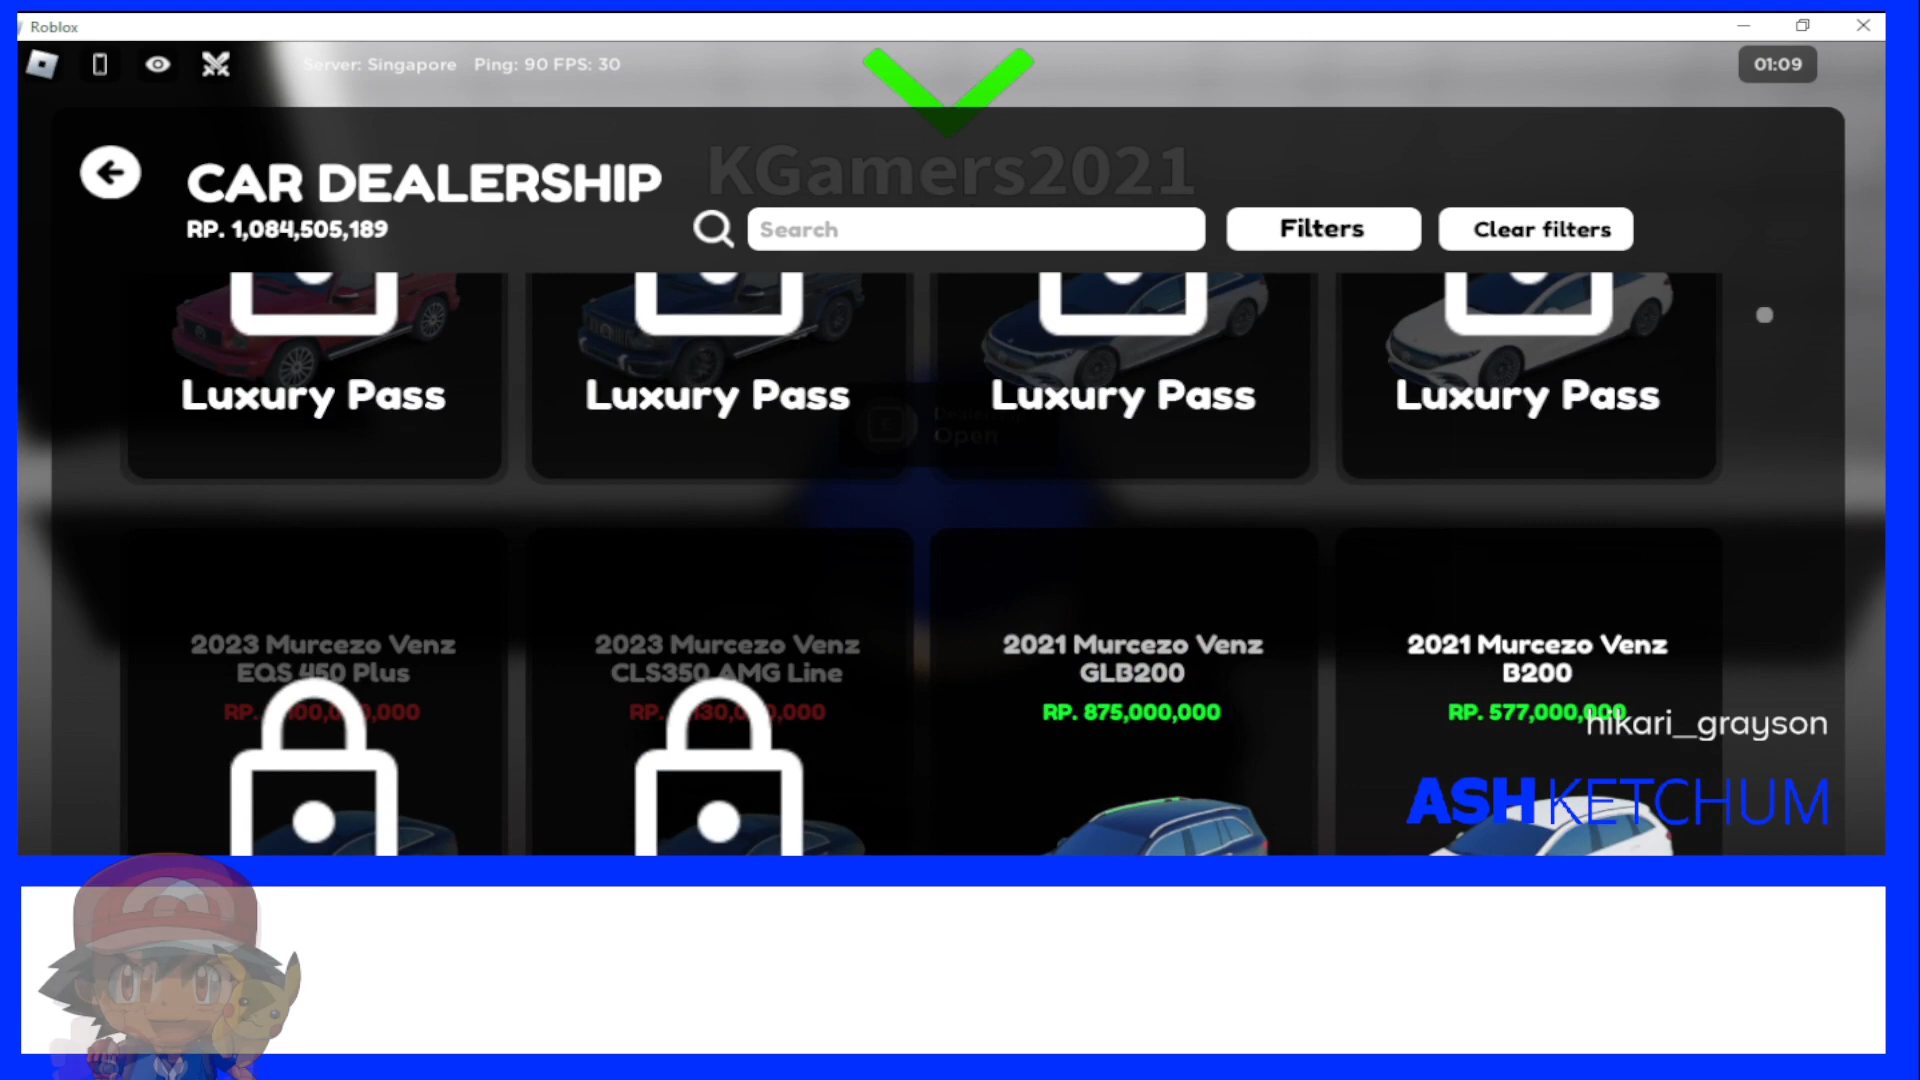 Roblox
Server: Singapore Ping: 90 FPS: 30
01:09
KGamers2021
CAR DEALERSHIP
RP. 1,084,505,189
Search
Filters
Clear filters
Luxury Pass
Luxury Pass
Luxury Pass
Luxury Pass
Open
2023 Murcezo Venz
EQS 450 Plus
2023 Murcezo Venz
CLS350 AMG Line
2021 Murcezo Venz
GLB200
RP. 875,000,000
2021 Murcezo Venz
B200
RP. 577,000,000
hikari_grayson
ASH KETCHUM